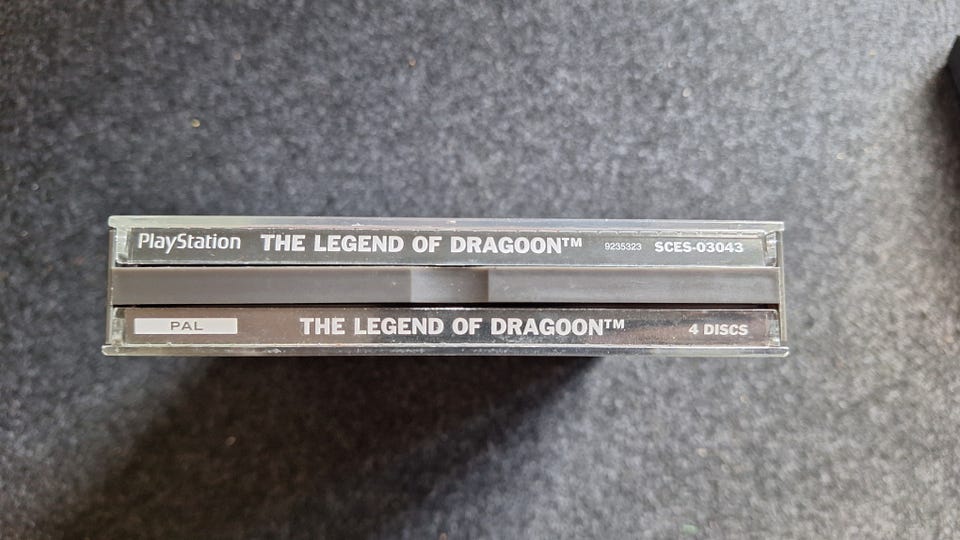 PlayStation THE LEGEND OF DRAGOON™ 9235323 SCES-03043
PAL THE LEGEND OF DRAGOON™ 4 DISCS